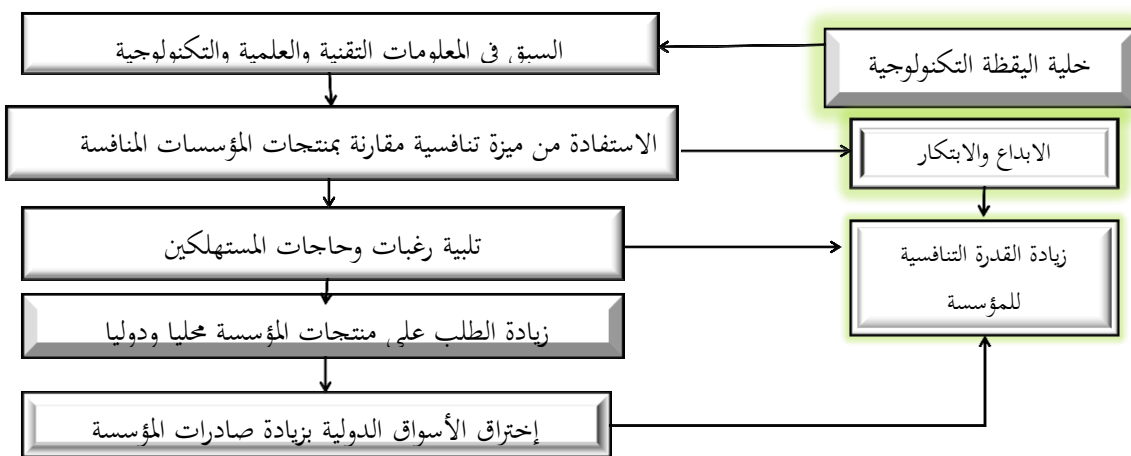 خلية اليقظة التكنولوجية
السبق في المعلومات التقنية والعلمية والتكنولوجية
الاستفادة من ميزة تنافسية مقارنة بمنتجات المؤسسات المنافسة
الابداع والابتكار
تلبية رغبات وحاجات المستهلكين
زيادة القدرة التنافسية
للمؤسسة
زيادة الطلب على منتجات المؤسسة محليا ودوليا
إختراق الأسواق الدولية بزيادة صادرات المؤسسة